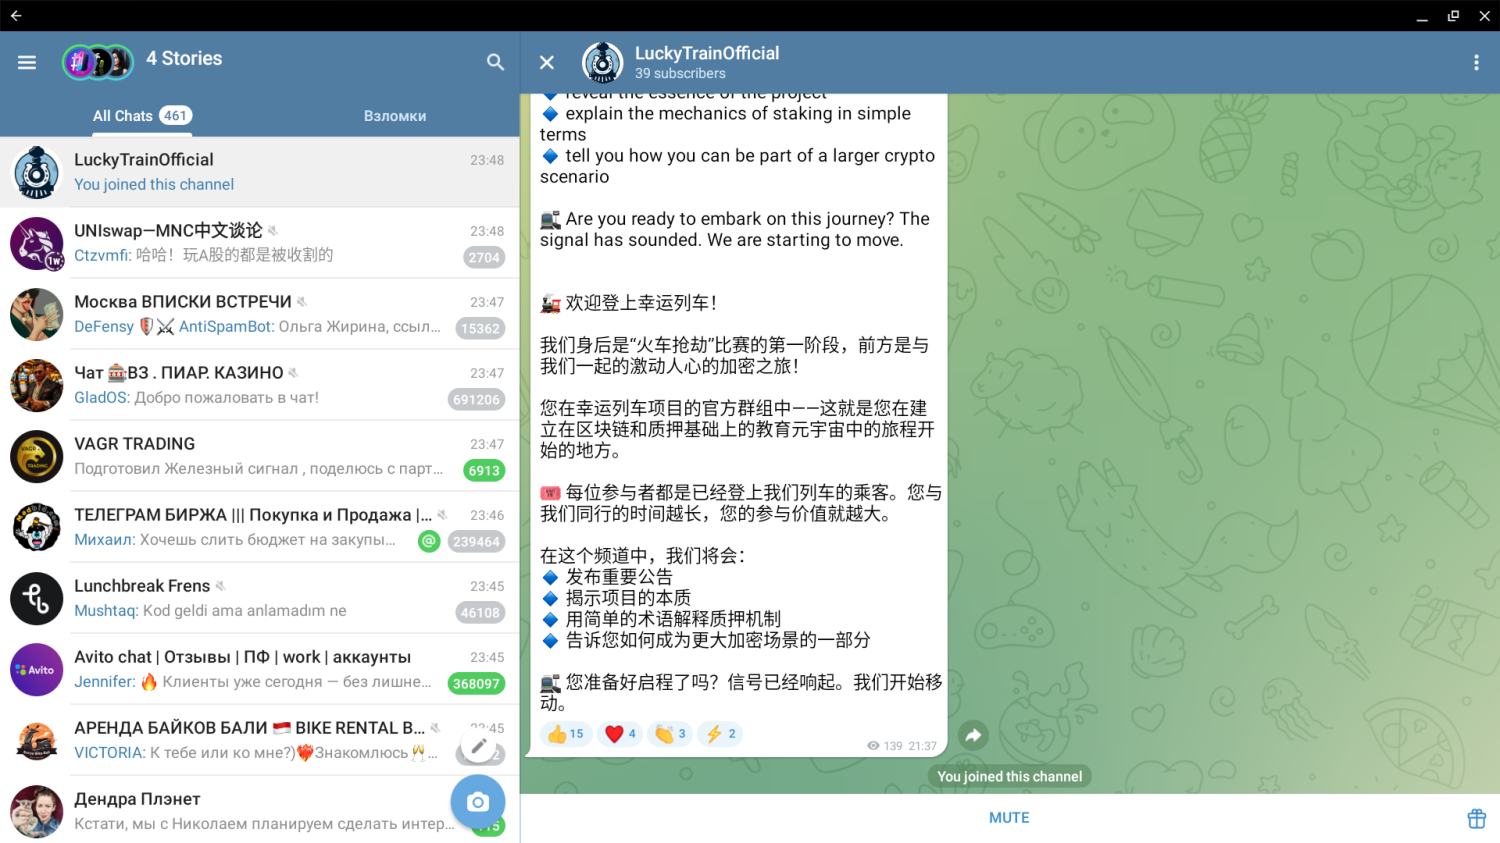 4 Stories
All Chats 461
Взломки
LuckyTrainOfficial 23:48
You joined this channel
UNIswap—MNC中文谈论 23:48
Ctzvmfi: 哈哈！玩A股的都是被收割的 2704
Москва ВПИСКИ ВСТРЕЧИ 23:47
DeFensy 🛡️⚔️ AntiSpamBot: Ольга Жирина, ссыл... 15362
Чат 🎰ВЗ . ПИАР. КАЗИНО 23:47
GladOS: Добро пожаловать в чат! 691206
VAGR TRADING 23:47
Подготовил Железный сигнал , поделюсь с парт... 6913
ТЕЛЕГРАМ БИРЖА ||| Покупка и Продажа |... 23:46
Михаил: Хочешь слить бюджет на закупы... @ 239464
Lunchbreak Frens 23:45
Mushtaq: Kod geldi ama anlamadım ne 46108
Avito chat | Отзывы | ПФ | work | аккаунты 23:45
Avito
Jennifer: 🔥 Клиенты уже сегодня — без лишне... 368097
АРЕНДА БАЙКОВ БАЛИ 🇮🇩 BIKE RENTAL B... 23:45
VICTORIA: К тебе или ко мне?)❤️‍🔥Знакомлюсь🥂...
Дендра Плэнет
Кстати, мы с Николаем планируем сделать интер...
LuckyTrainOfficial
39 subscribers
🔹 reveal the essence of the project
🔹 explain the mechanics of staking in simple
terms
🔹 tell you how you can be part of a larger crypto
scenario
🚉 Are you ready to embark on this journey? The
signal has sounded. We are starting to move.
🚂 欢迎登上幸运列车！
我们身后是“火车抢劫”比赛的第一阶段，前方是与
我们一起的激动人心的加密之旅！
您在幸运列车项目的官方群组中——这就是您在建
立在区块链和质押基础上的教育元宇宙中的旅程开
始的地方。
🎟️ 每位参与者都是已经登上我们列车的乘客。您与
我们同行的时间越长，您的参与价值就越大。
在这个频道中，我们将会：
🔹 发布重要公告
🔹 揭示项目的本质
🔹 用简单的术语解释质押机制
🔹 告诉您如何成为更大加密场景的一部分
🚉 您准备好启程了吗？信号已经响起。我们开始移
动。
👍 15 ❤️ 4 👏 3 ⚡ 2
139 21:37
You joined this channel
MUTE